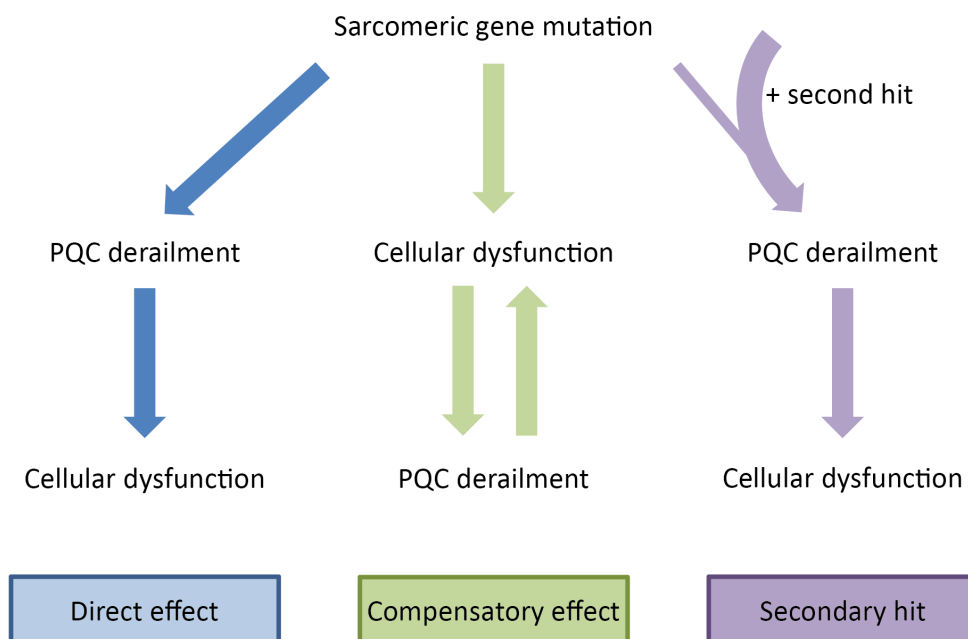 Sarcomeric gene mutation
+ second hit
PQC derailment
Cellular dysfunction
PQC derailment
Cellular dysfunction
PQC derailment
Cellular dysfunction
Direct effect
Compensatory effect
Secondary hit